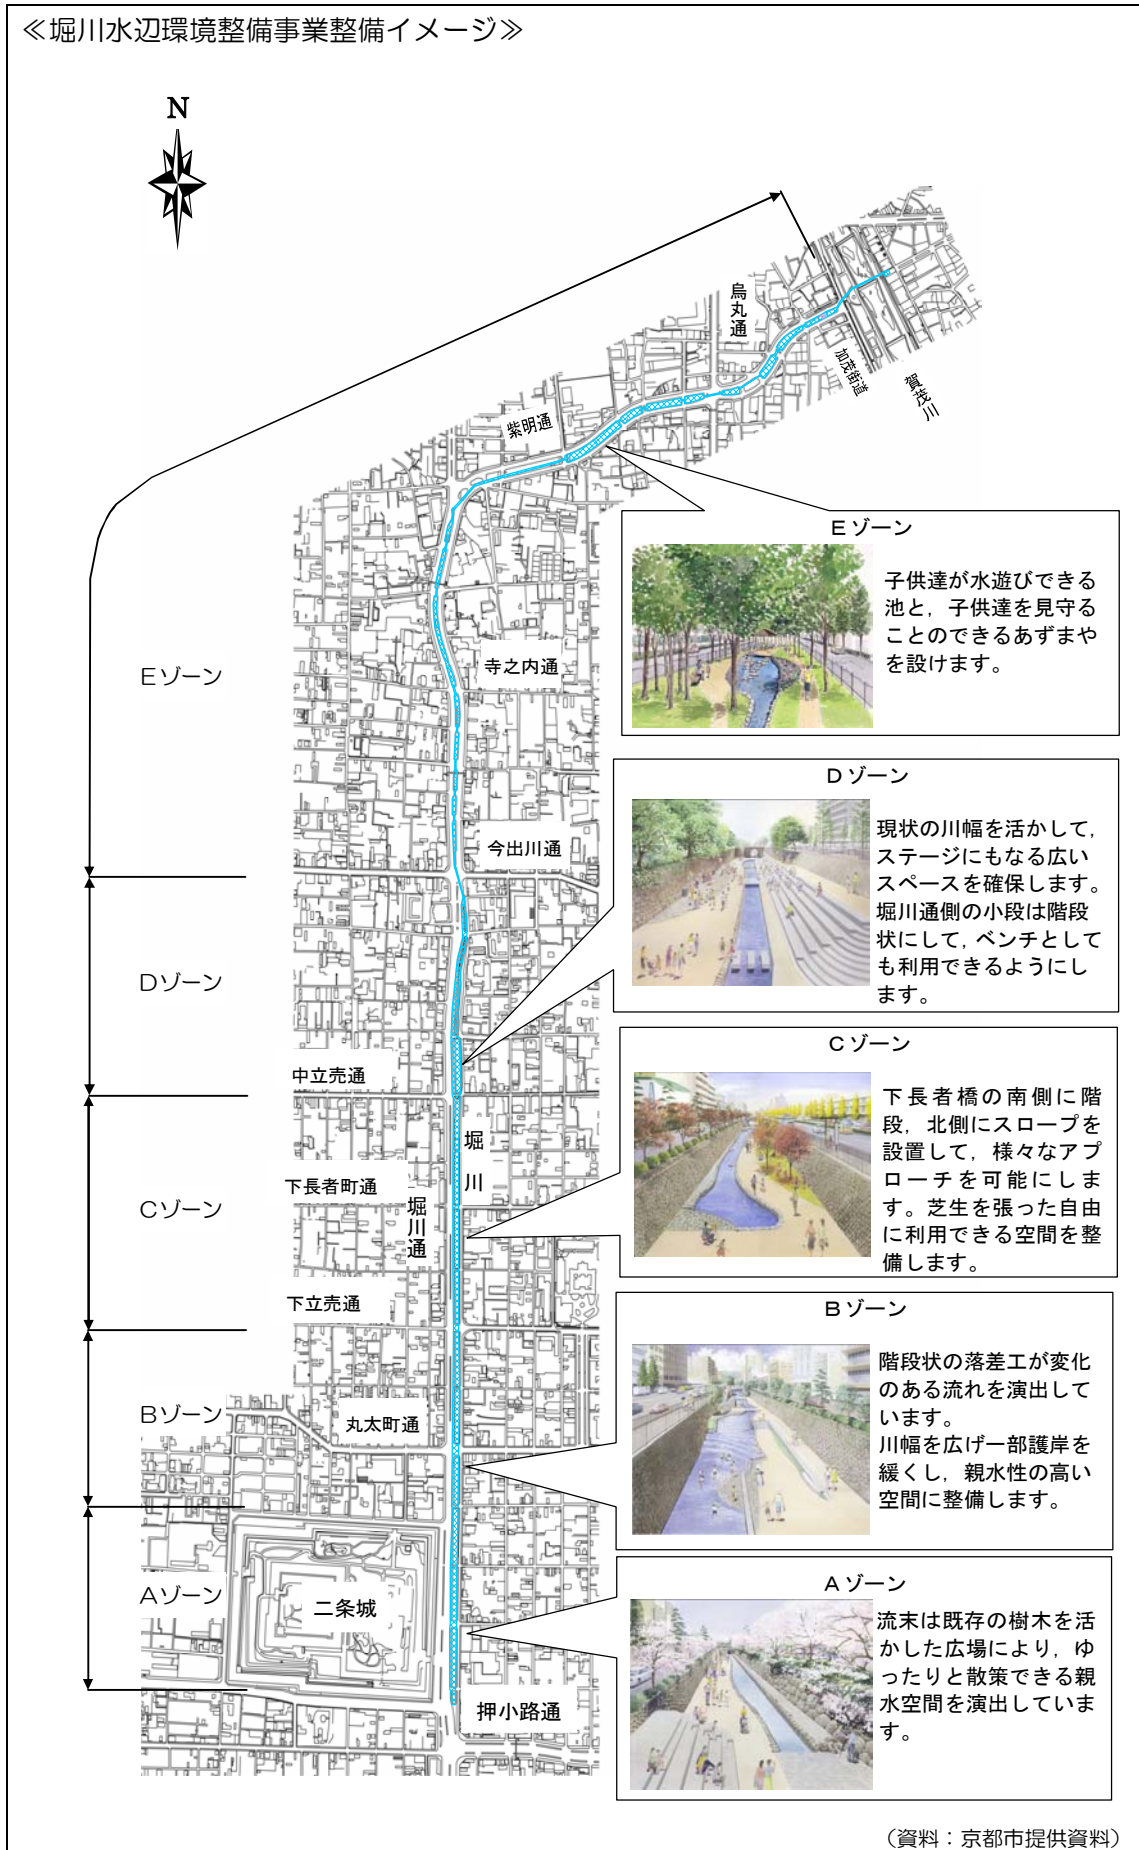 ≪堀川水辺環境整備事業整備イメージ≫
N
烏丸通
加茂街道
賀茂川
紫明通
Eゾーン
子供達が水遊びできる
池と，子供達を見守る
ことのできるあずまや
を設けます。
寺之内通
Eゾーン
Dゾーン
現状の川幅を活かして，
ステージにもなる広い
スペースを確保します。
堀川通側の小段は階段
状にして，ベンチとして
も利用できるようにし
ます。
今出川通
Dゾーン
中立売通
Cゾーン
下長者橋の南側に階
段，北側にスロープを
設置して，様々なアプ
ローチを可能にしま
す。芝生を張った自由
に利用できる空間を整
備します。
堀川
下長者町通
堀川通
Cゾーン
下立売通
Bゾーン
階段状の落差工が変化
のある流れを演出して
います。
川幅を広げ一部護岸を
緩くし，親水性の高い
空間に整備します。
Bゾーン
丸太町通
Aゾーン
流末は既存の樹木を活
かした広場により，ゆ
ったりと散策できる親
水空間を演出していま
す。
Aゾーン
二条城
押小路通
（資料：京都市提供資料）